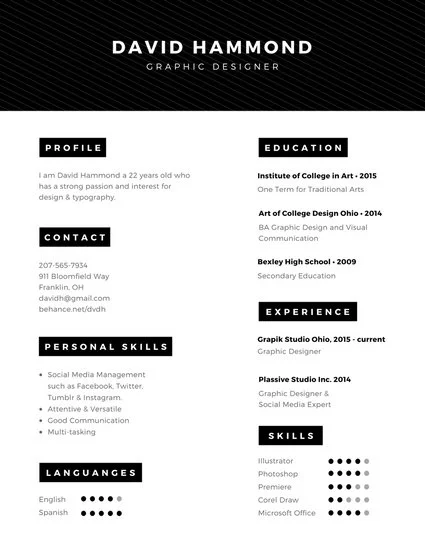 DAVID HAMMOND
GRAPHIC DESIGNER
PROFILE
I am David Hammond a 22 years old who
has a strong passion and interest for
design & typography.
CONTACT
207-565-7934
911 Bloomfield Way
Franklin, OH
davidh@gmail.com
behance.net/dvdh
PERSONAL SKILLS
Social Media Management
such as Facebook, Twitter,
Tumblr & Instagram.
Attentive & Versatile
Good Communication
Multi-tasking
LANGUANGES
English
Spanish
EDUCATION
Institute of College in Art • 2015
One Term for Traditional Arts
Art of College Design Ohio • 2014
BA Graphic Design and Visual
Communication
Bexley High School • 2009
Secondary Education
EXPERIENCE
Grapik Studio Ohio, 2015 - current
Graphic Designer
Plassive Studio Inc. 2014
Graphic Designer &
Social Media Expert
SKILLS
Illustrator
Photoshop
Premiere
Corel Draw
Microsoft Office